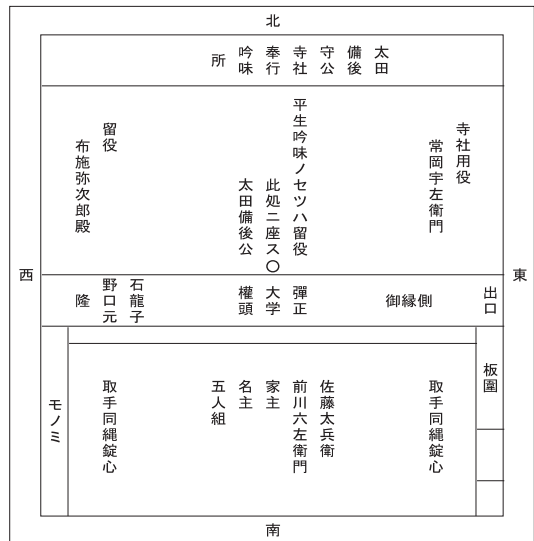 北
太田
備後
守公
寺社
奉行
吟味
所
寺社用役
常岡宇左衛門
平生吟味ノセツハ留役
此処ニ座ス〇
太田備後公
留役
布施弥次郎殿
東
西
出口
御縁側
彈正
大学
權頭
石龍子
野口元
隆
板圍
取手同縄錠心
佐藤太兵衛
前川六左衛門
家主
名主
五人組
取手同縄錠心
モノミ
南